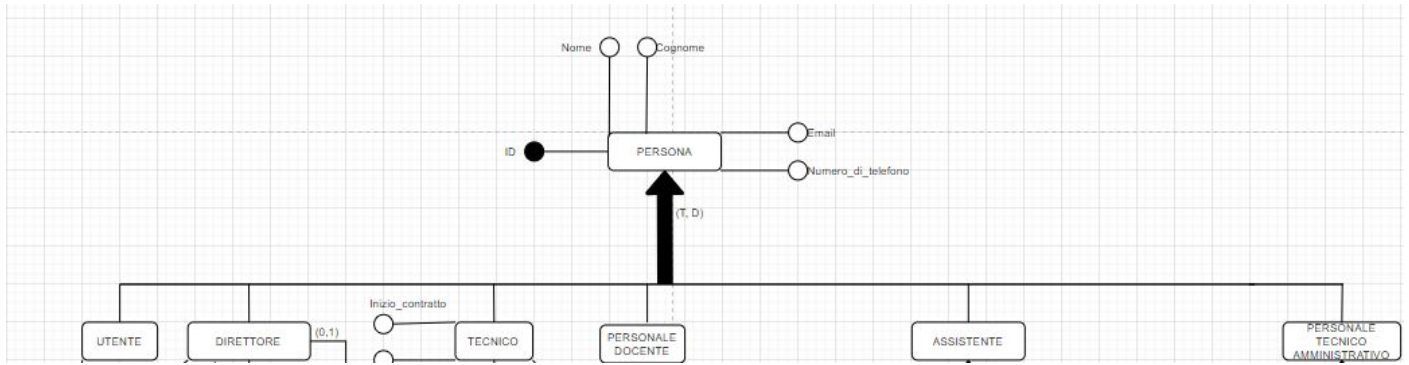 Nome
Cognome
Email
ID
PERSONA
Numero_di_telefono
(T, D)
Inizio_contratto
UTENTE
DIRETTORE
(0,1)
TECNICO
PERSONALE
DOCENTE
ASSISTENTE
PERSONALE
TECNICO
AMMINISTRATIVO